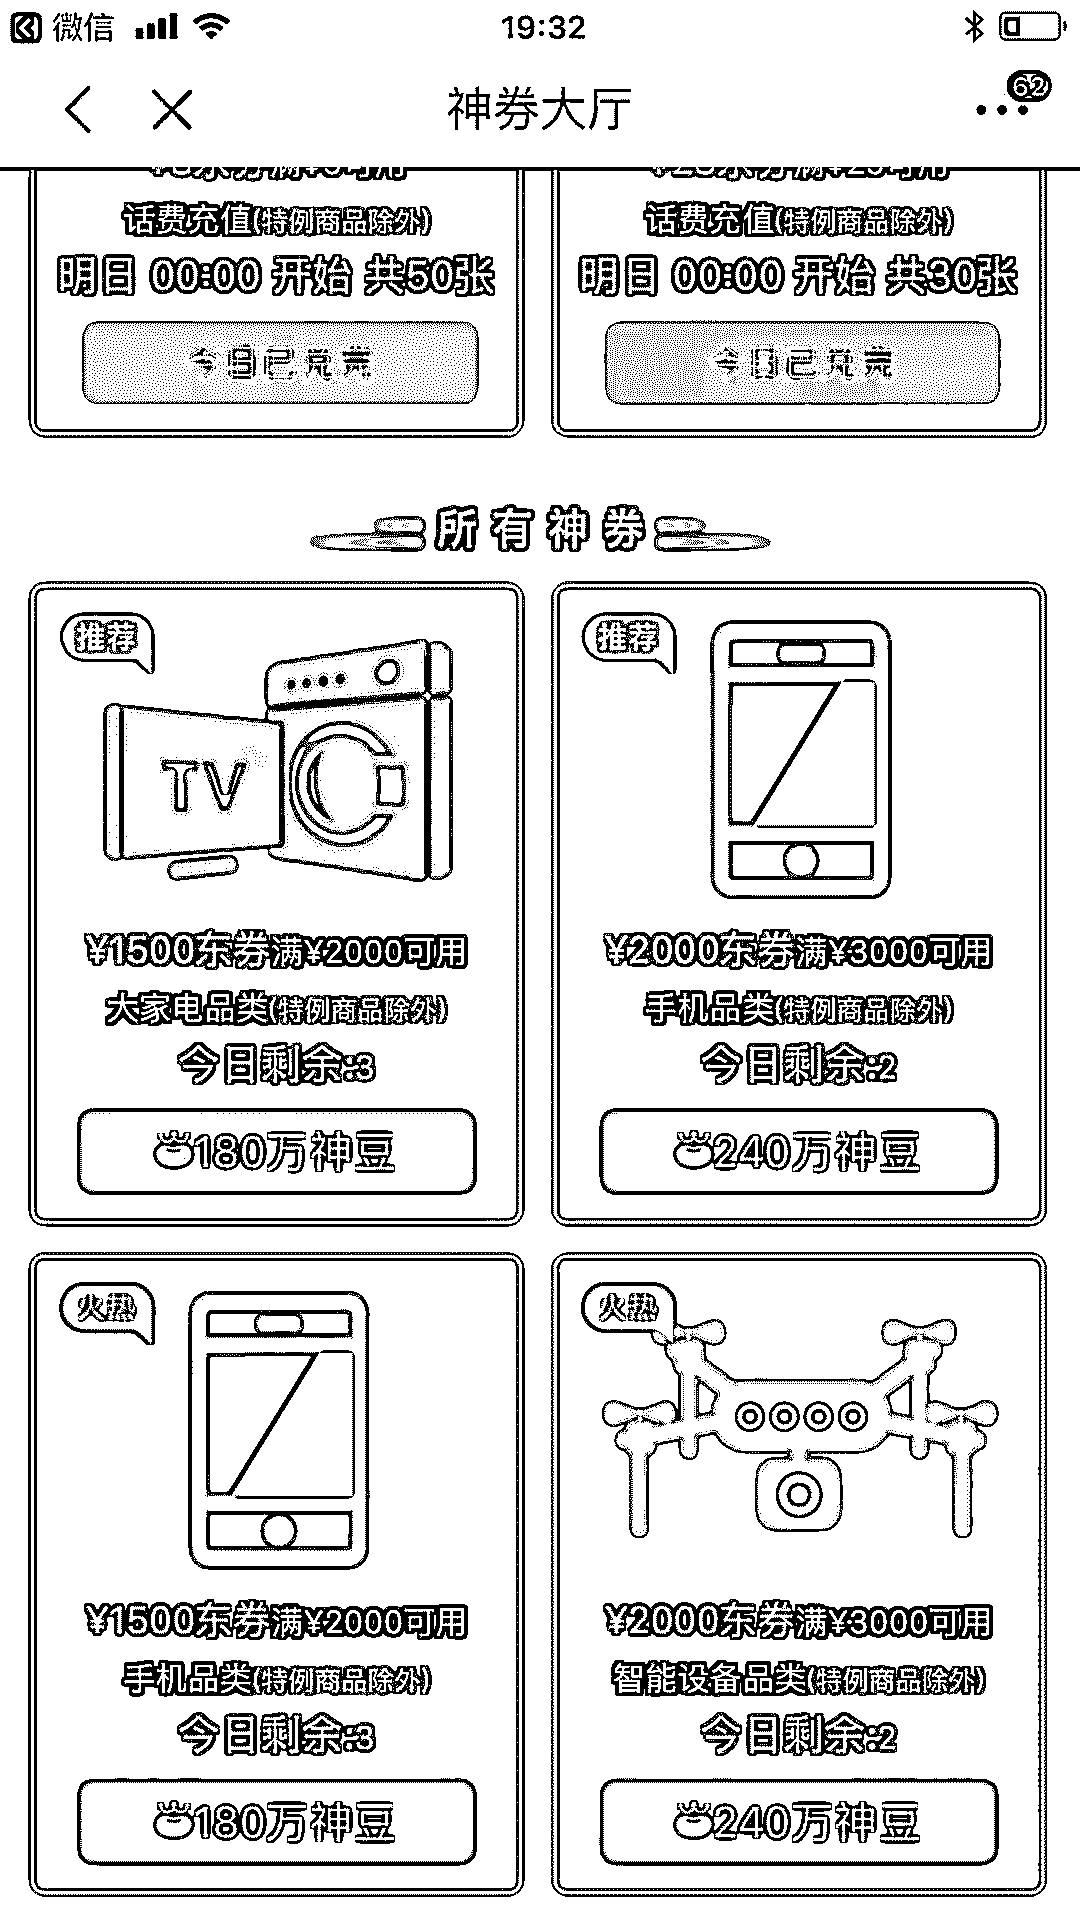 微信 19:32
神券大厅 62
话费充值(特例商品除外) 话费充值(特例商品除外)
明日 00:00 开始 共50张 明日 00:00 开始 共30张
今日已兑完 今日已兑完
所有神券
推荐 推荐
TV
¥1500东券满¥2000可用 ¥2000东券满¥3000可用
大家电品类(特例商品除外) 手机品类(特例商品除外)
今日剩余:3 今日剩余:2
180万神豆 240万神豆
火热 火热
¥1500东券满¥2000可用 ¥2000东券满¥3000可用
手机品类(特例商品除外) 智能设备品类(特例商品除外)
今日剩余:3 今日剩余:2
180万神豆 240万神豆